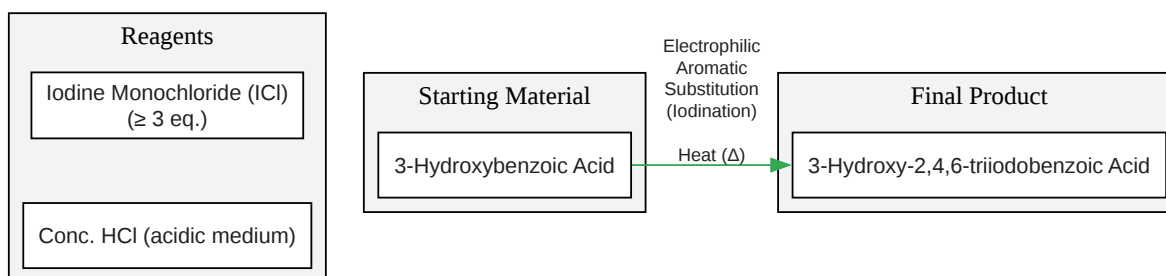 Reagents
Iodine Monochloride (ICl)
(≥ 3 eq.)
Conc. HCl (acidic medium)
Starting Material
3-Hydroxybenzoic Acid
Electrophilic
Aromatic
Substitution
(Iodination)
Heat (Δ)
Final Product
3-Hydroxy-2,4,6-triiodobenzoic Acid